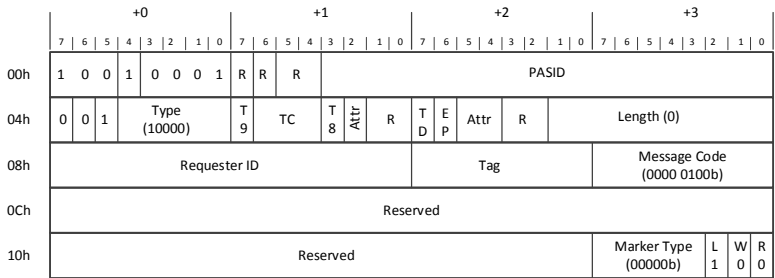 +0 +1 +2 +3
7 6 5 4 3 2 1 0 7 6 5 4 3 2 1 0 7 6 5 4 3 2 1 0 7 6 5 4 3 2 1 0
00h 1 0 0 1 0 0 0 1 R R R PASID
04h 0 0 1 Type (10000) T9 TC T8 Attr R TD EP Attr R Length (0)
08h Requester ID Tag Message Code (0000 0100b)
0Ch Reserved
10h Reserved Marker Type (00000b) L 1 W 0 R 0